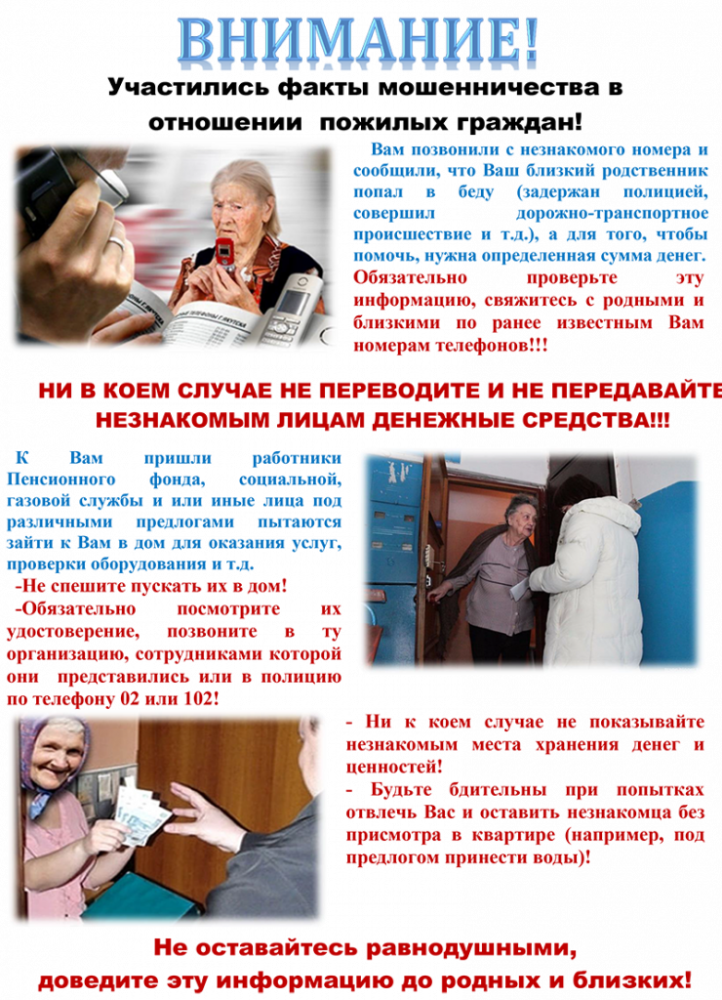 ВНИМАНИЕ!
Участились факты мошенничества в
отношении пожилых граждан!
Вам позвонили с незнакомого номера и
сообщили, что Ваш близкий родственник
попал в беду (задержан полицией,
совершил дорожно-транспортное
происшествие и т.д.), а для того, чтобы
помочь, нужна определенная сумма денег.
Обязательно проверьте эту
информацию, свяжитесь с родными и
близкими по ранее известным Вам
номерам телефонов!!!
НИ В КОЕМ СЛУЧАЕ НЕ ПЕРЕВОДИТЕ И НЕ ПЕРЕДАВАЙТЕ
НЕЗНАКОМЫМ ЛИЦАМ ДЕНЕЖНЫЕ СРЕДСТВА!!!
К Вам пришли работники
Пенсионного фонда, социальной,
газовой службы и или иные лица под
различными предлогами пытаются
зайти к Вам в дом для оказания услуг,
проверки оборудования и т.д.
-Не спешите пускать их в дом!
-Обязательно посмотрите их
удостоверение, позвоните в ту
организацию, сотрудниками которой
они представились или в полицию
по телефону 02 или 102!
- Ни к коем случае не показывайте
незнакомым места хранения денег и
ценностей!
- Будьте бдительны при попытках
отвлечь Вас и оставить незнакомца без
присмотра в квартире (например, под
предлогом принести воды)!
Не оставайтесь равнодушными,
доведите эту информацию до родных и близких!